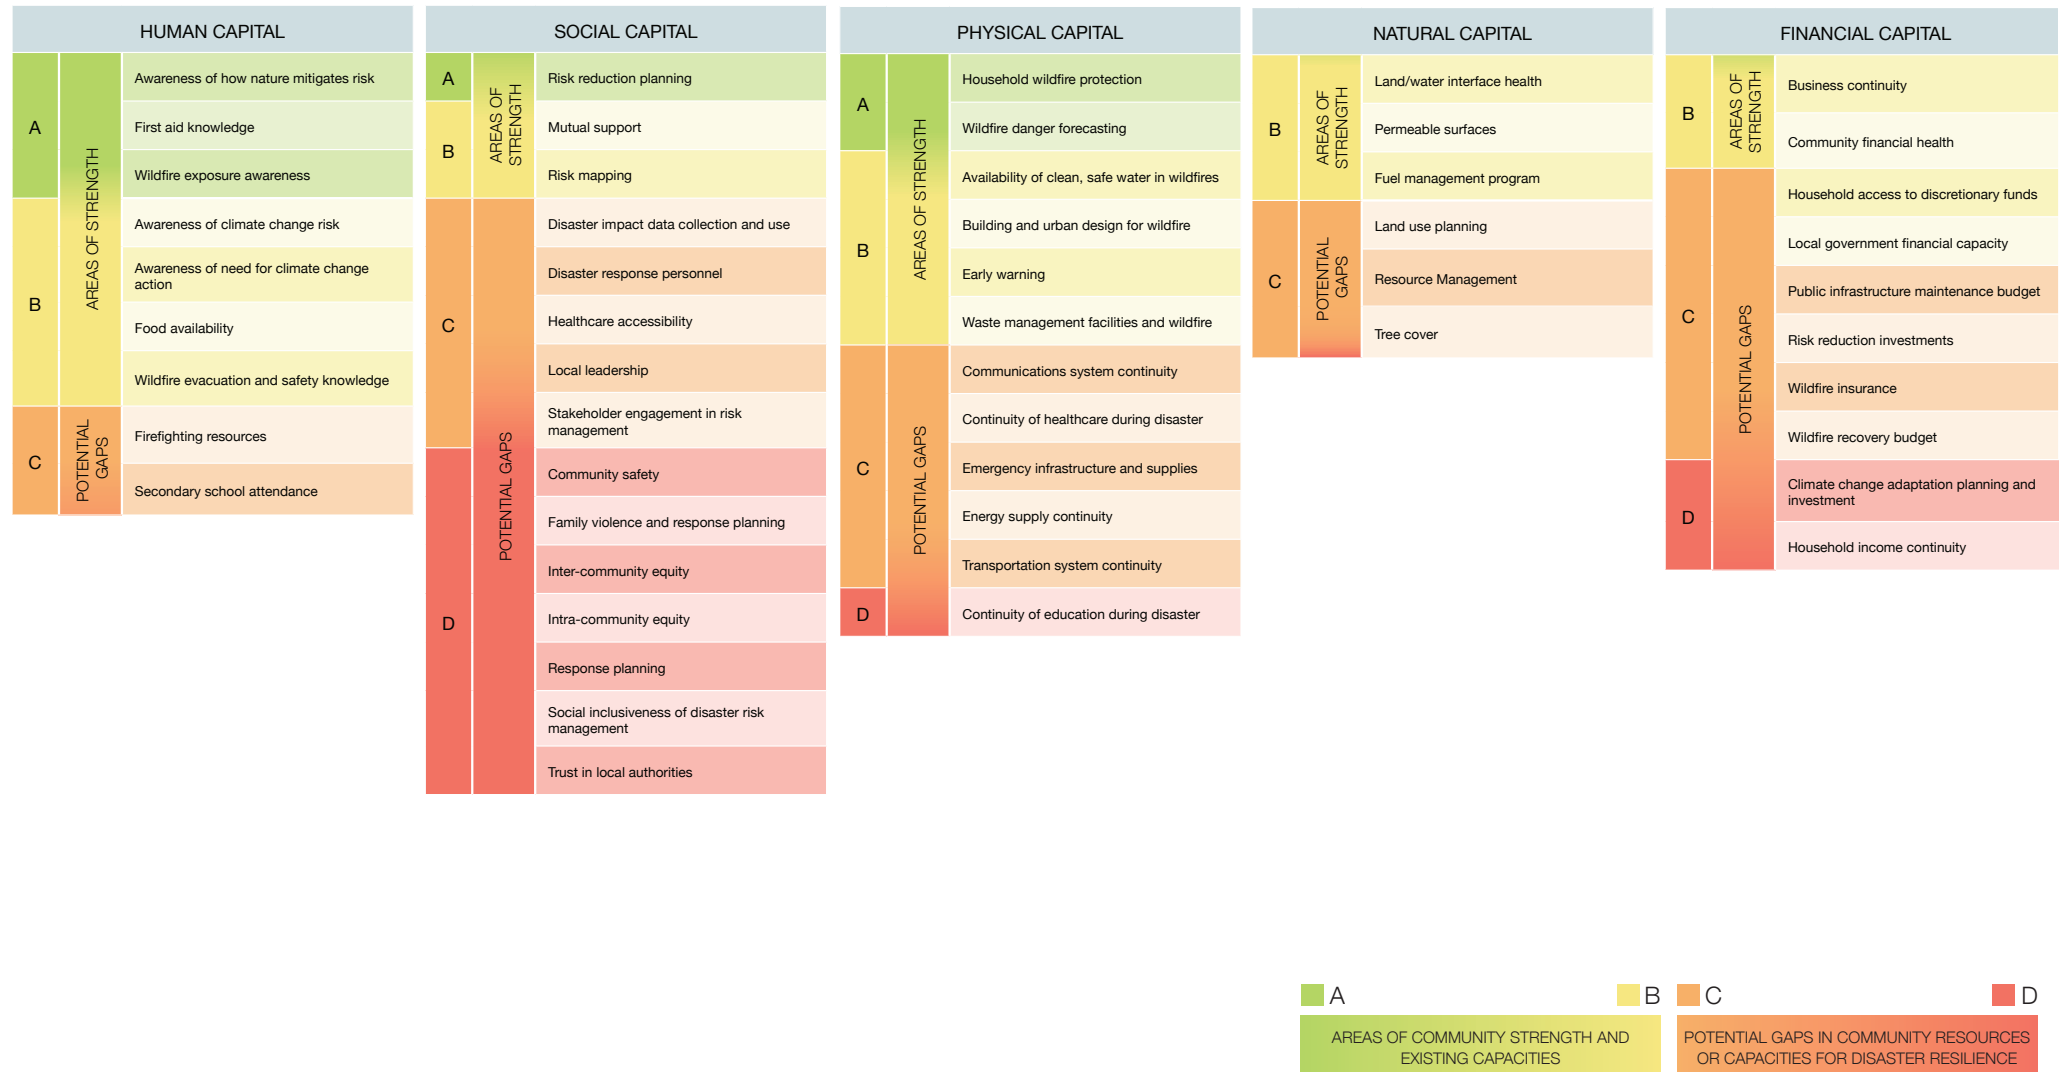 HUMAN CAPITAL
A
B
C
AREAS OF STRENGTH
POTENTIAL
GAPS
Awareness of how nature mitigates risk
First aid knowledge
Wildfire exposure awareness
Awareness of climate change risk
Awareness of need for climate change
action
Food availability
Wildfire evacuation and safety knowledge
Firefighting resources
Secondary school attendance
SOCIAL CAPITAL
A
B
C
D
AREAS OF
STRENGTH
POTENTIAL GAPS
Risk reduction planning
Mutual support
Risk mapping
Disaster impact data collection and use
Disaster response personnel
Healthcare accessibility
Local leadership
Stakeholder engagement in risk
management
Community safety
Family violence and response planning
Inter-community equity
Intra-community equity
Response planning
Social inclusiveness of disaster risk
management
Trust in local authorities
PHYSICAL CAPITAL
A
B
C
D
AREAS OF STRENGTH
POTENTIAL GAPS
Household wildfire protection
Wildfire danger forecasting
Availability of clean, safe water in wildfires
Building and urban design for wildfire
Early warning
Waste management facilities and wildfire
Communications system continuity
Continuity of healthcare during disaster
Emergency infrastructure and supplies
Energy supply continuity
Transportation system continuity
Continuity of education during disaster
NATURAL CAPITAL
B
C
AREAS OF
STRENGTH
POTENTIAL
GAPS
Land/water interface health
Permeable surfaces
Fuel management program
Land use planning
Resource Management
Tree cover
FINANCIAL CAPITAL
B
C
D
AREAS OF
STRENGTH
POTENTIAL GAPS
Business continuity
Community financial health
Household access to discretionary funds
Local government financial capacity
Public infrastructure maintenance budget
Risk reduction investments
Wildfire insurance
Wildfire recovery budget
Climate change adaptation planning and
investment
Household income continuity
A
B
C
D
AREAS OF COMMUNITY STRENGTH AND
EXISTING CAPACITIES
POTENTIAL GAPS IN COMMUNITY RESOURCES
OR CAPACITIES FOR DISASTER RESILIENCE